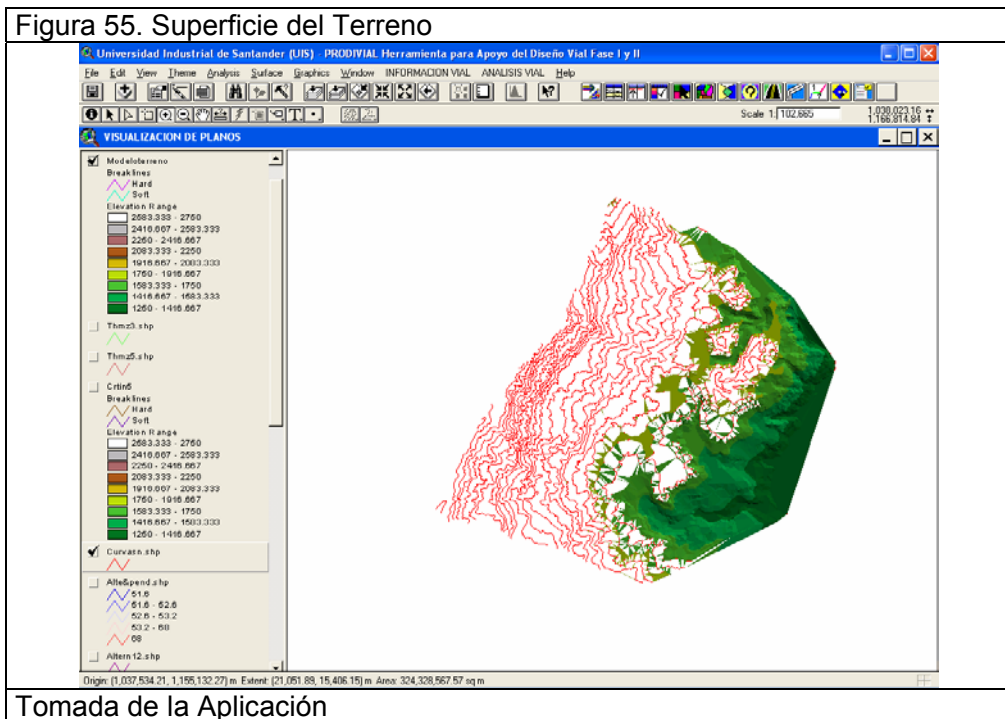 Figura 55. Superficie del Terreno
Universidad Industrial de Santander (UIS) - PRODIVIAL Herramienta para Apoyo del Diseño Vial Fase I y II
File Edit View Theme Analysis Surface Graphics Window INFORMACION VIAL ANALISIS VIAL Help
Scale 1: 102,665
1,038,023.16
1,166,814.84
VISUALIZACION DE PLANOS
Modeloterreno
Breaklines
Hard
Soft
Elevation Range
2583.333 - 2750
2416.667 - 2583.333
2250 - 2416.667
2083.333 - 2250
1916.667 - 2083.333
1750 - 1916.667
1583.333 - 1750
1416.667 - 1583.333
1250 - 1416.667
Thmz3.shp
Thmz5.shp
Crtin5
Breaklines
Hard
Soft
Elevation Range
2583.333 - 2750
2416.667 - 2583.333
2250 - 2416.667
2083.333 - 2250
1916.667 - 2083.333
1750 - 1916.667
1583.333 - 1750
1416.667 - 1583.333
1250 - 1416.667
Curvasn.shp
Alte&pend.shp
51.6
51.6 - 52.6
52.6 - 53.2
53.2 - 68
68
Altern12.shp
Origin: (1,037,534.21, 1,155,132.27) m Extent: (21,051.89, 15,406.15) m Area: 324,328,567.57 sq m
Tomada de la Aplicación